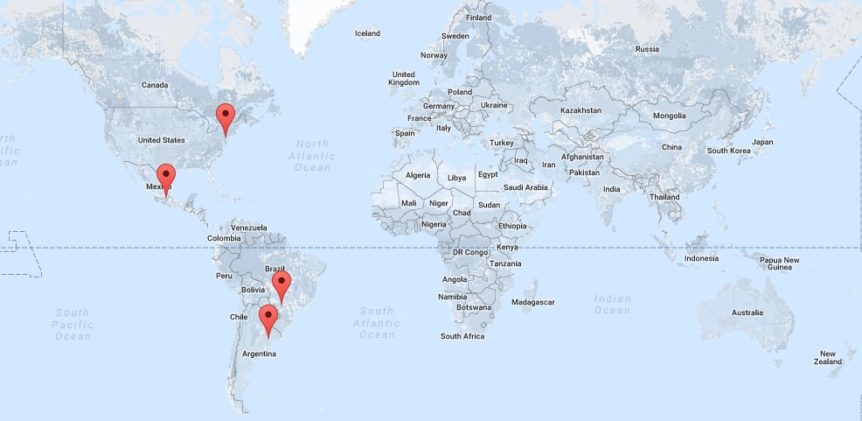 Iceland
Finland
Sweden
Norway
Russia
Canada
United
Kingdom
Poland
Germany
Ukraine
France
Kazakhstan
Mongolia
Spain
Italy
United States
North
Atlantic
Ocean
Turkey
China
South Korea
Japan
Iraq
Iran
Afghanistan
Pakistan
Algeria
Libya
Egypt
Saudi Arabia
India
Mali
Niger
Sudan
Chad
Thailand
Nigeria
Ethiopia
Venezuela
Colombia
DR Congo
Kenya
Tanzania
Indonesia
Papua New
Guinea
Peru
Brazil
Bolivia
Angola
Namibia
Botswana
Madagascar
Indian
Ocean
South
Pacific
Ocean
South
Atlantic
Ocean
Chile
South Africa
Australia
Argentina
New
Zealand